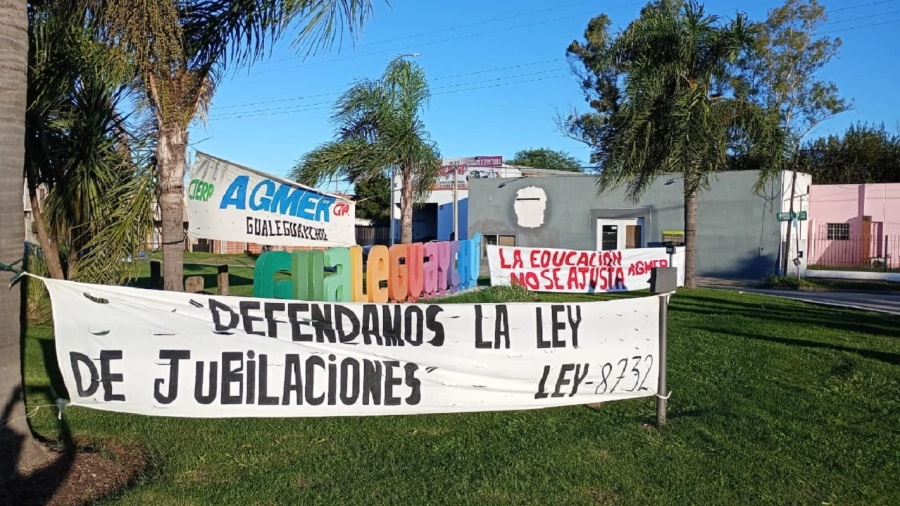 CTERA
AGMER
CTA
GUALEGUAYCHÚ
Gualeguaychú
LA EDUCACIÓN
NO SE AJUSTA AGMER
"DEFENDAMOS LA LEY
DE JUBILACIONES" LEY-8732